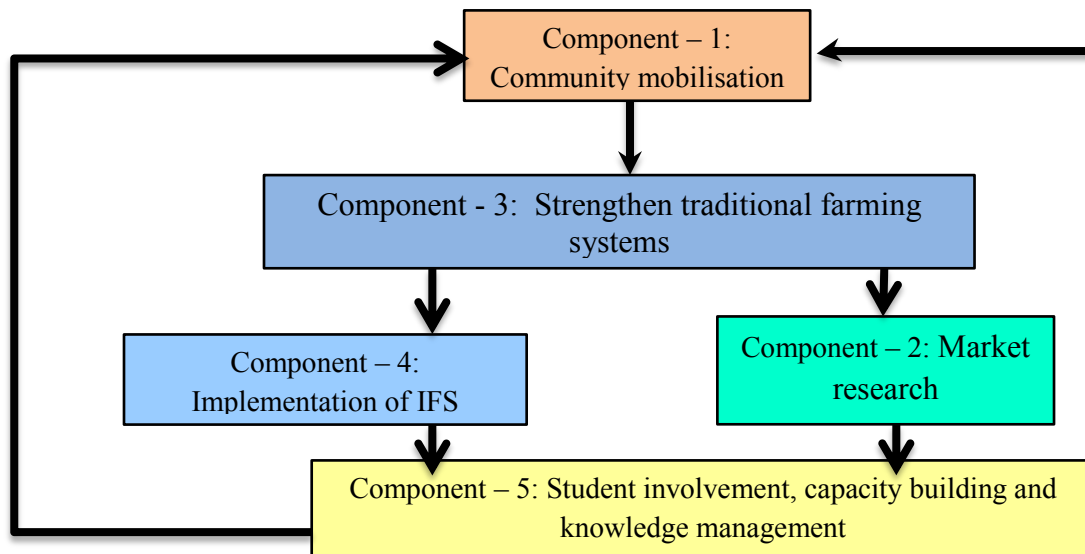 Component – 1:
Community mobilisation
Component - 3:  Strengthen traditional farming
systems
Component – 4:
Implementation of IFS
Component – 2: Market
research
Component – 5: Student involvement, capacity building and
knowledge management